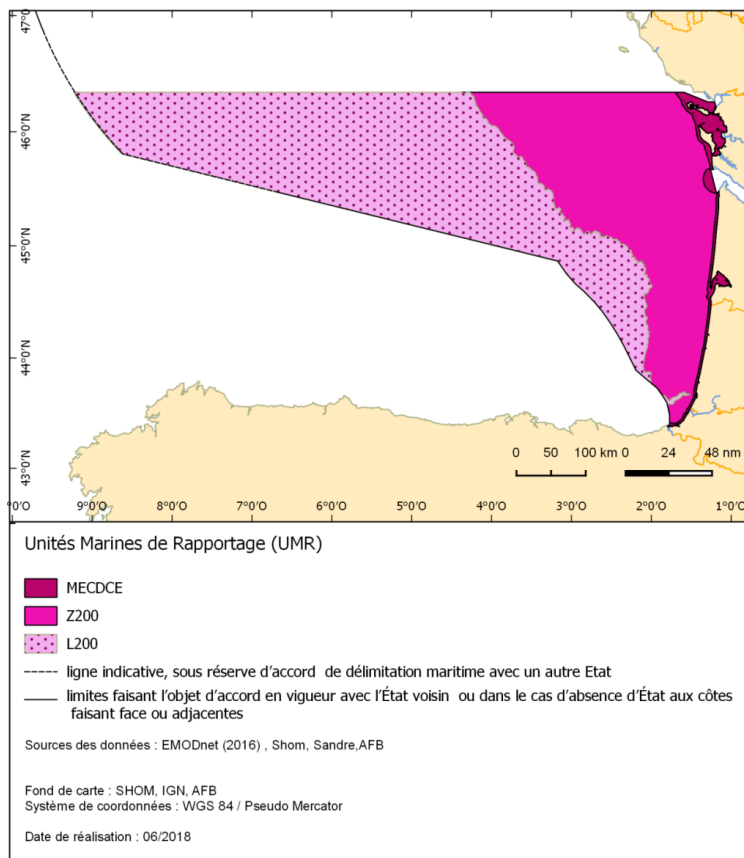 47°0
46°0'N
45°0'N
44°0'N
43°0'N
0 50 100 km 0 24 48 nm
°0'O 9°0'O 8°0'O 7°0'O 6°0'O 5°0'O 4°0'O 3°0'O 2°0'O 1°0'O
Unités Marines de Rapportage (UMR)
MECDCE
Z200
L200
ligne indicative, sous réserve d'accord de délimitation maritime avec un autre Etat
limites faisant l'objet d'accord en vigueur avec l'État voisin ou dans le cas d'absence d'État aux côtes
faisant face ou adjacentes
Sources des données : EMODnet (2016) , Shom, Sandre,AFB
Fond de carte : SHOM, IGN, AFB
Système de coordonnées : WGS 84 / Pseudo Mercator
Date de réalisation : 06/2018